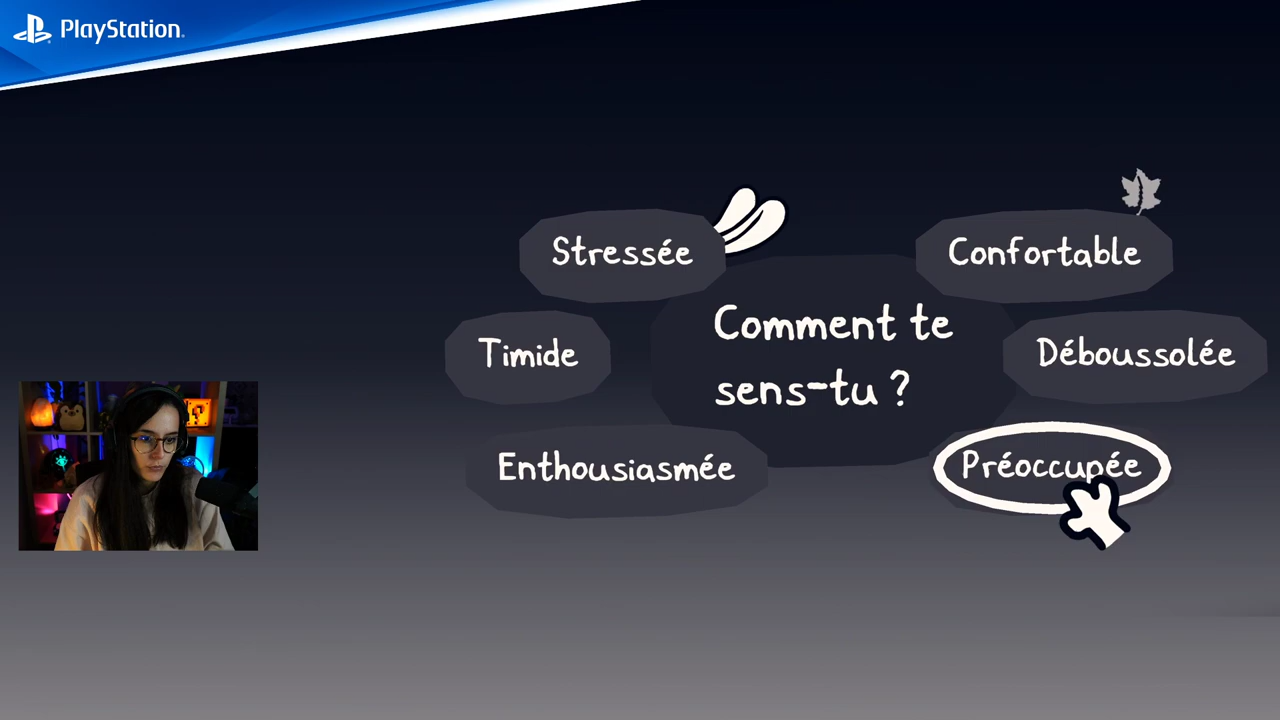 PlayStation
Stressée
Confortable
Comment te
sens-tu ?
Timide
Déboussolée
Enthousiasmée
Préoccupée